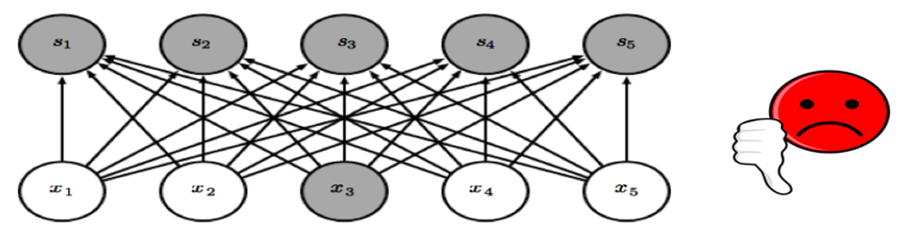 s₁ s₂ s₃ s₄ s₅
x₁ x₂ x₃ x₄ x₅